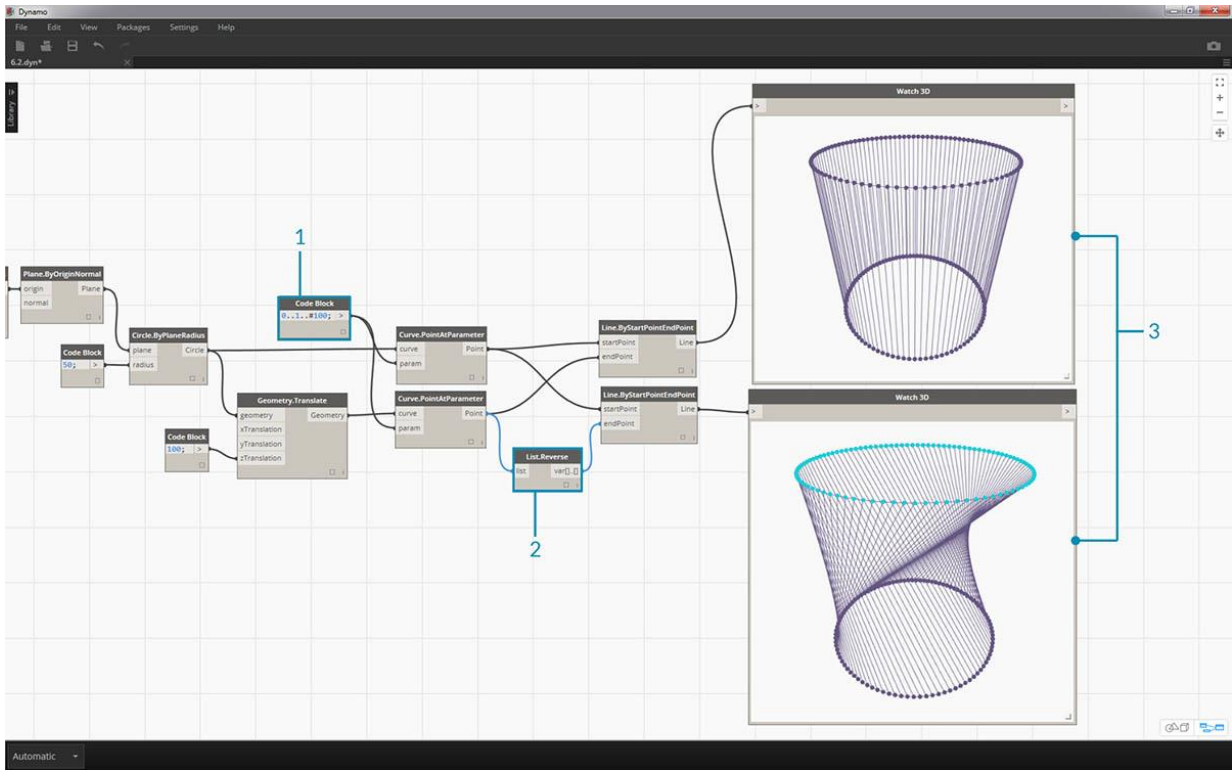 Dynamo
File Edit View Packages Settings Help
6.2.dyn*
Library
Watch 3D
> >
1
Plane.ByOriginNormal
origin Plane
normal
Code Block
0..1..#100; >
Circle.ByPlaneRadius
plane Circle
radius
Code Block
50; >
Curve.PointAtParameter
curve Point
param
Line.ByStartPointEndPoint
startPoint Line
endPoint
3
Geometry.Translate
geometry Geometry
xTranslation
yTranslation
zTranslation
Code Block
100; >
Curve.PointAtParameter
curve Point
param
Line.ByStartPointEndPoint
startPoint Line
endPoint
Watch 3D
> >
List.Reverse
list var[]..[]
2
Automatic